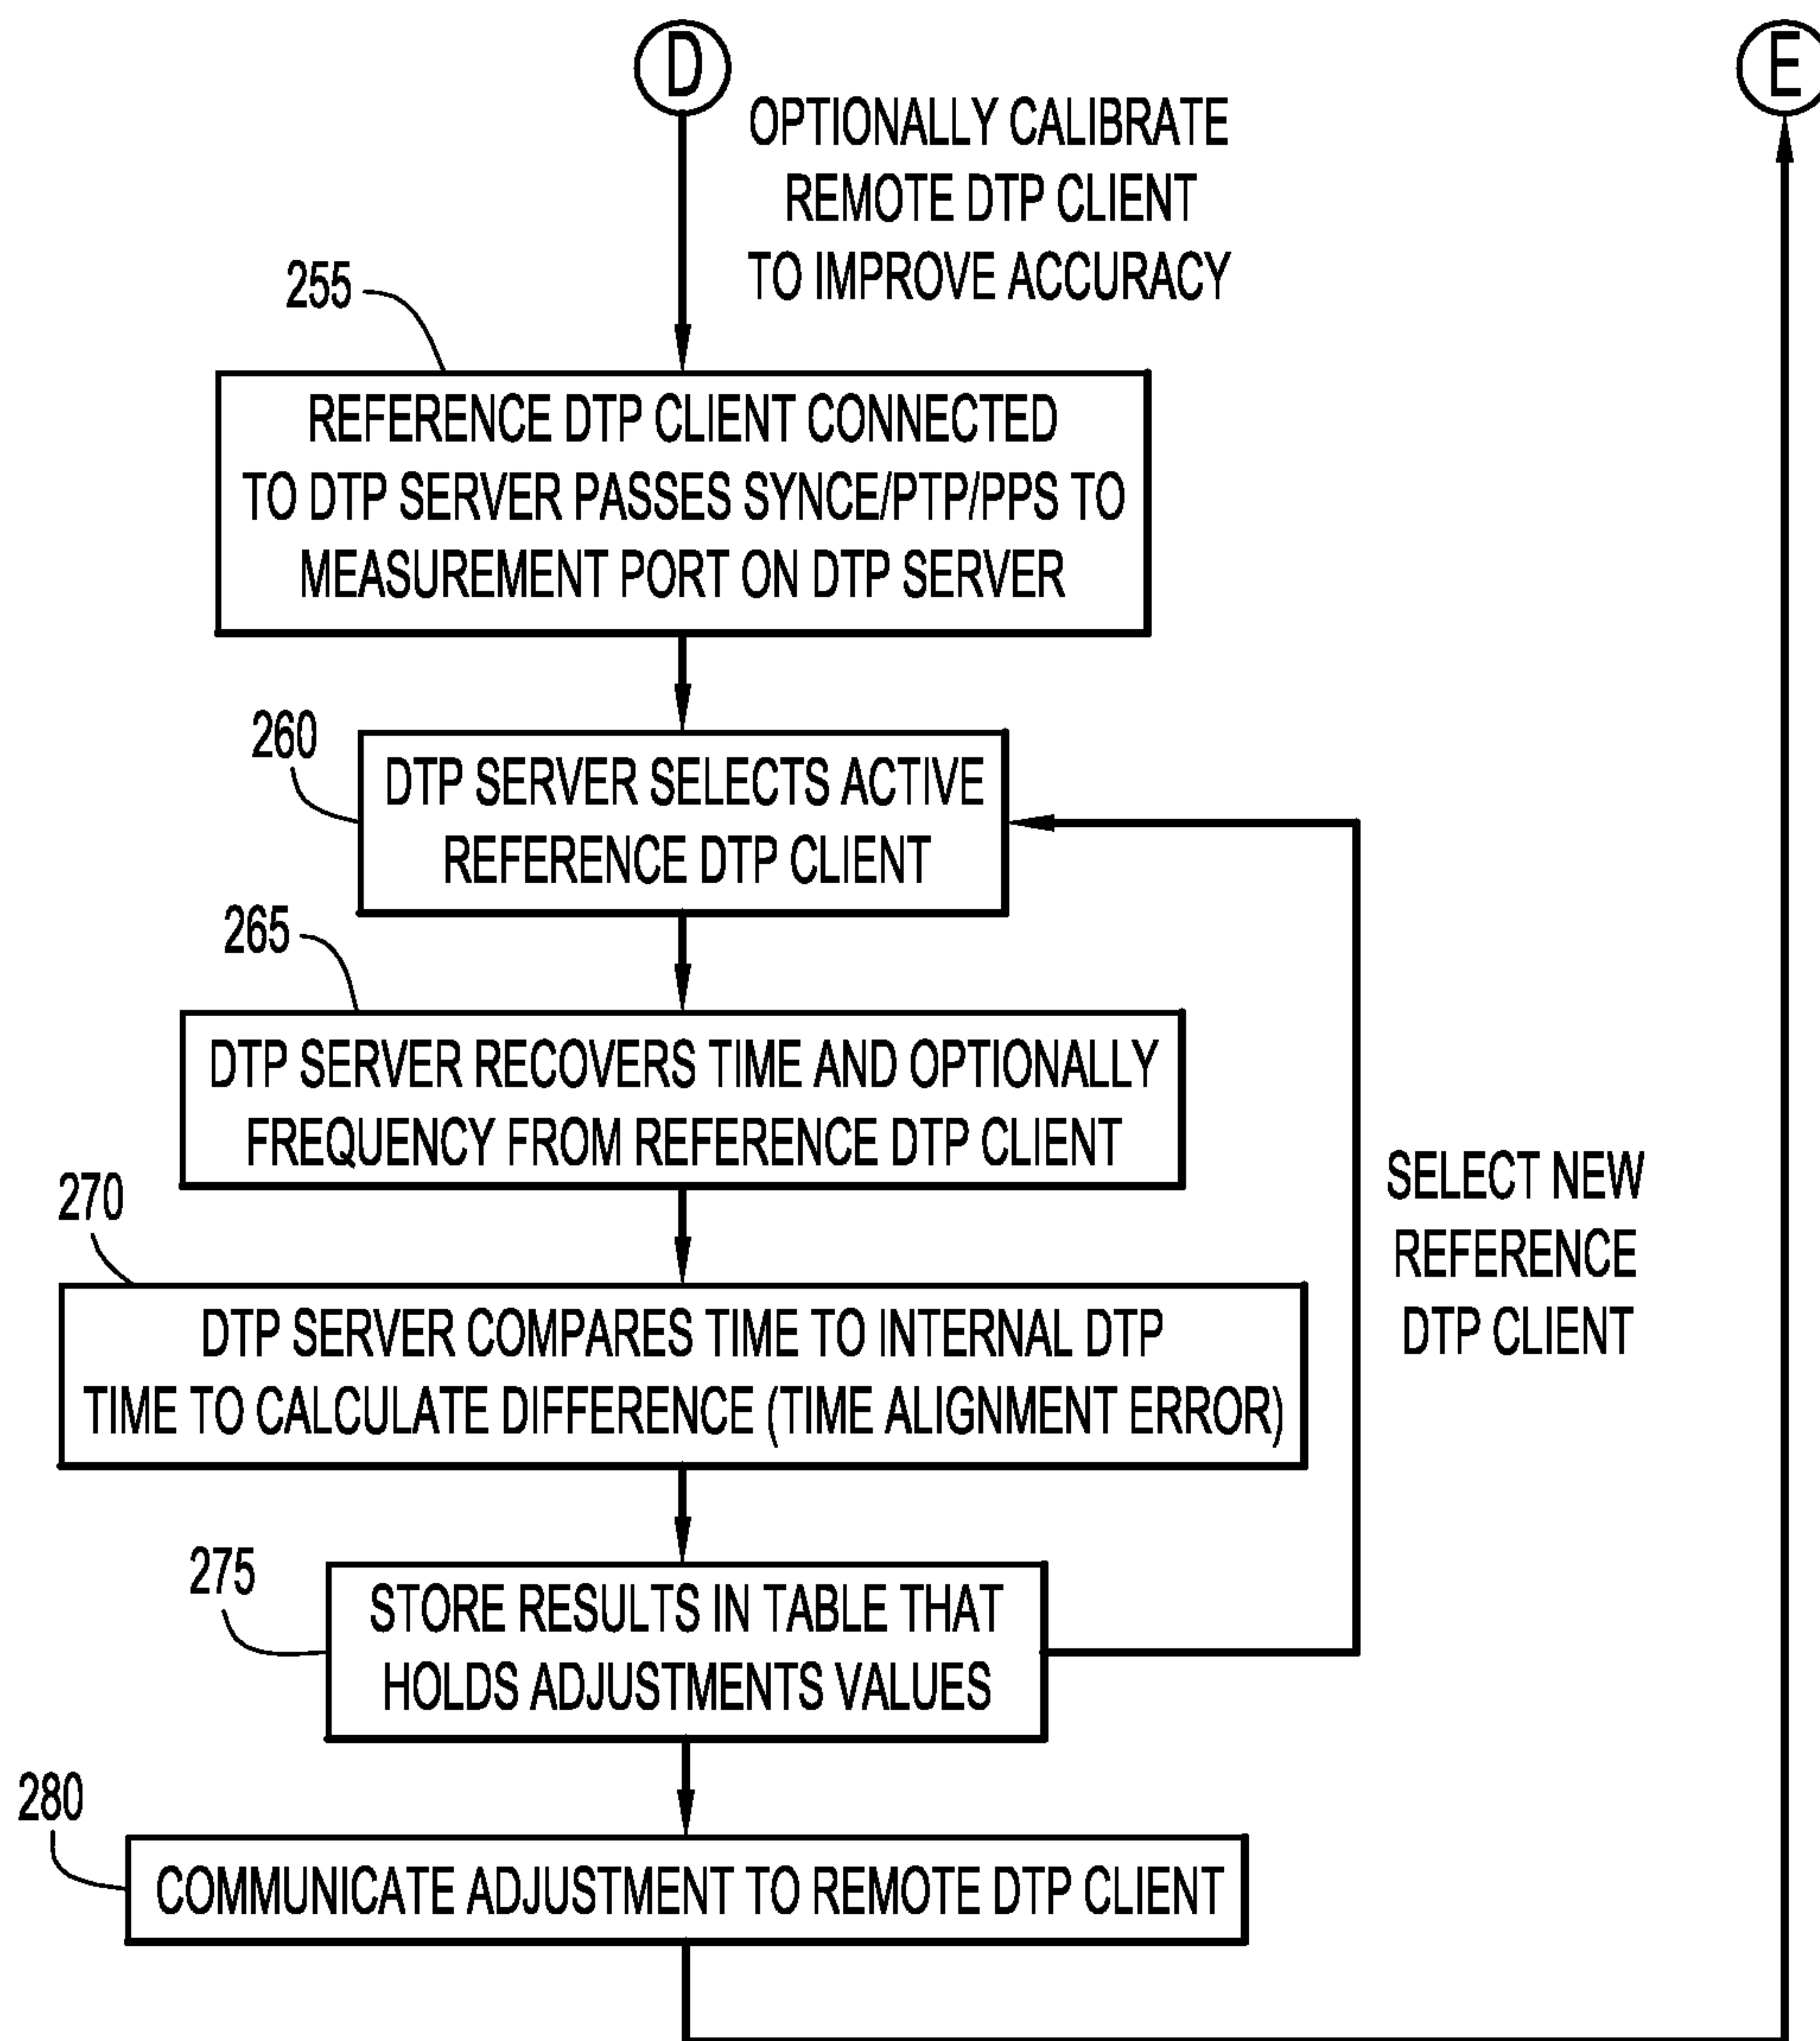 D
E
OPTIONALLY CALIBRATE
REMOTE DTP CLIENT
TO IMPROVE ACCURACY
255
REFERENCE DTP CLIENT CONNECTED
TO DTP SERVER PASSES SYNCE/PTP/PPS TO
MEASUREMENT PORT ON DTP SERVER
260
DTP SERVER SELECTS ACTIVE
REFERENCE DTP CLIENT
265
DTP SERVER RECOVERS TIME AND OPTIONALLY
FREQUENCY FROM REFERENCE DTP CLIENT
SELECT NEW
REFERENCE
DTP CLIENT
270
DTP SERVER COMPARES TIME TO INTERNAL DTP
TIME TO CALCULATE DIFFERENCE (TIME ALIGNMENT ERROR)
275
STORE RESULTS IN TABLE THAT
HOLDS ADJUSTMENTS VALUES
280
COMMUNICATE ADJUSTMENT TO REMOTE DTP CLIENT